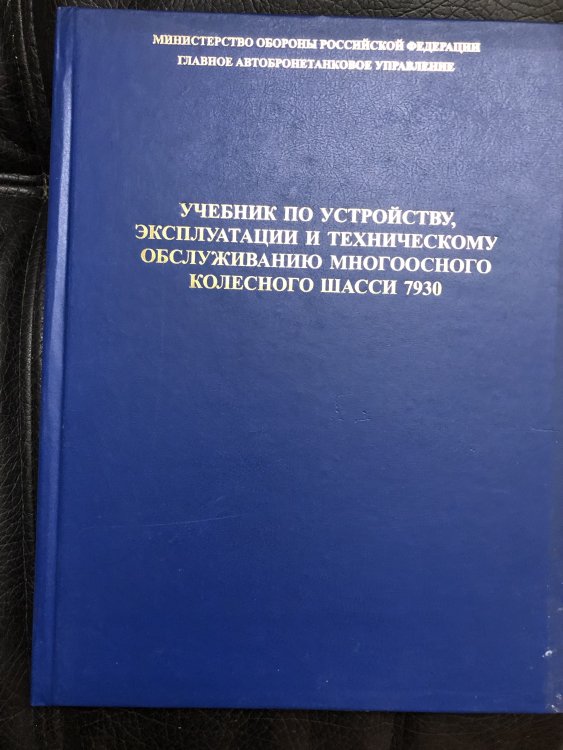 МИНИСТЕРСТВО ОБОРОНЫ РОССИЙСКОЙ ФЕДЕРАЦИИ
ГЛАВНОЕ АВТОБРОНЕТАНКОВОЕ УПРАВЛЕНИЕ
УЧЕБНИК ПО УСТРОЙСТВУ,
ЭКСПЛУАТАЦИИ И ТЕХНИЧЕСКОМУ
ОБСЛУЖИВАНИЮ МНОГООСНОГО
КОЛЕСНОГО ШАССИ 7930